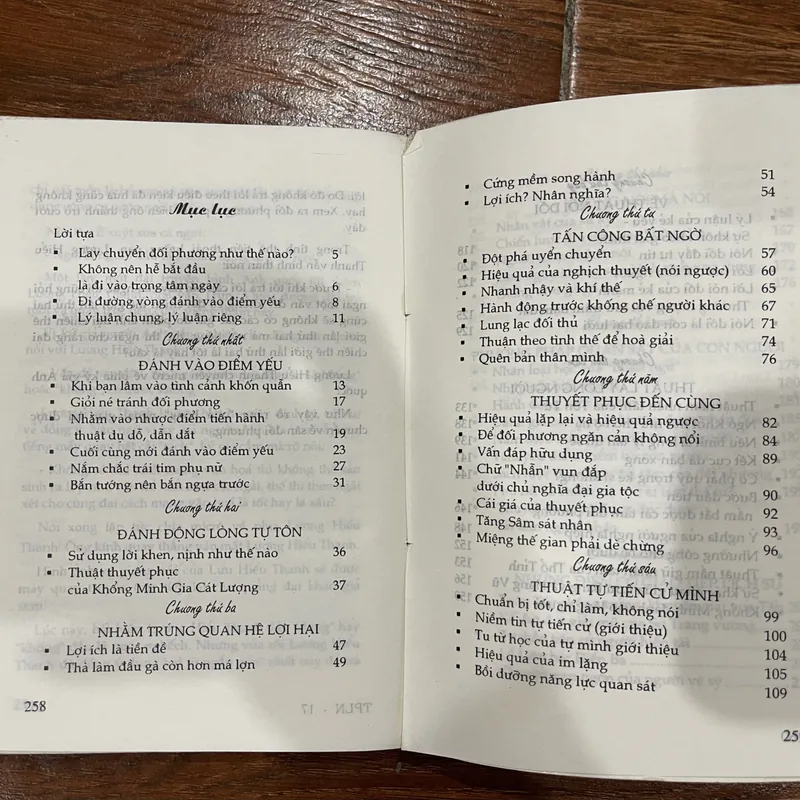 Mục lục
Lời tựa
▪ Lay chuyển đối phương như thế nào? 5
▪ Không nên hễ bắt đầu
là đi vào trọng tâm ngày 6
▪ Đi đường vòng đánh vào điểm yếu 8
▪ Lý luận chung, lý luận riêng 11
Chương thứ nhất
ĐÁNH VÀO ĐIỂM YẾU
▪ Khi bạn lâm vào tình cảnh khốn quẫn 13
▪ Giỏi né tránh đối phương 17
▪ Nhằm vào nhược điểm tiến hành
thuật dụ dỗ, dẫn dắt 19
▪ Cuối cùng mới đánh vào điểm yếu 23
▪ Nắm chắc trái tim phụ nữ 27
▪ Bắn tướng nên bắn ngựa trước 31
Chương thứ hai
ĐÁNH ĐỘNG LÒNG TỰ TÔN
▪ Sử dụng lời khen, nịnh như thế nào 36
▪ Thuật thuyết phục
của Khổng Minh Gia Cát Lượng 37
Chương thứ ba
NHẰM TRÚNG QUAN HỆ LỢI HẠI
▪ Lợi ích là tiền đề 47
▪ Thà làm đầu gà còn hơn má lợn 49
258
▪ Cứng mềm song hành 51
▪ Lợi ích? Nhân nghĩa? 54
Chương thứ tư
TẤN CÔNG BẤT NGỜ
▪ Đột phá uyển chuyển 57
▪ Hiệu quả của nghịch thuyết (nói ngược) 60
▪ Nhanh nhậy và khí thế 65
▪ Hành động trước khống chế người khác 67
▪ Lung lạc đối thủ 71
▪ Thuận theo tình thế để hoà giải 74
▪ Quên bản thân mình 76
Chương thứ năm
THUYẾT PHỤC ĐẾN CÙNG
▪ Hiệu quả lặp lại và hiệu quả ngược 82
▪ Để đối phương ngăn cản không nổi 84
▪ Vấn đáp hữu dụng 89
▪ Chữ "Nhẫn" vun đắp
dưới chủ nghĩa đại gia tộc 90
▪ Cái giá của thuyết phục 92
▪ Tăng Sâm sát nhân 93
▪ Miệng thế gian phải dè chừng 96
Chương thứ sáu
THUẬT TỰ TIẾN CỬ MÌNH
▪ Chuẩn bị tốt, chỉ làm, không nói 99
▪ Niềm tin tự tiến cử (giới thiệu) 100
▪ Tu từ học của tự mình giới thiệu 104
▪ Hiệu quả của im lặng 105
▪ Bồi dưỡng năng lực quan sát 109